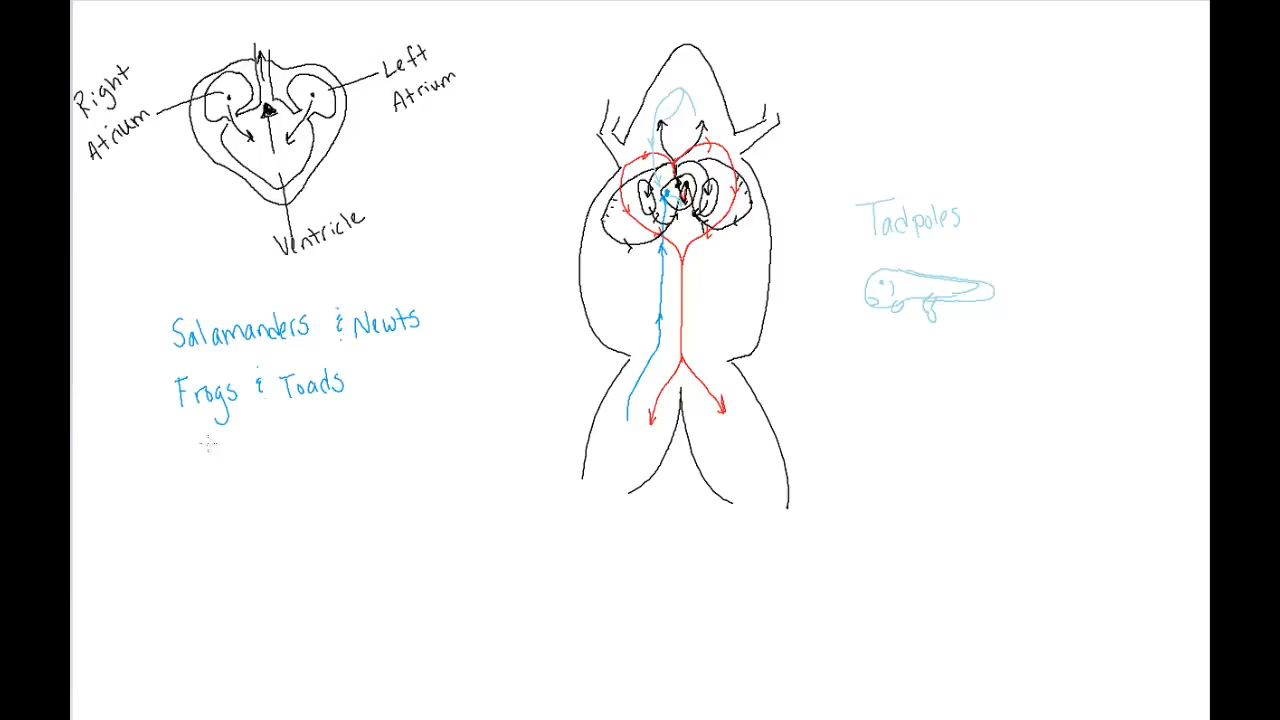 Right
Atrium
Left
Atrium
Ventricle
Salamanders & Newts
Frogs & Toads
Tadpoles